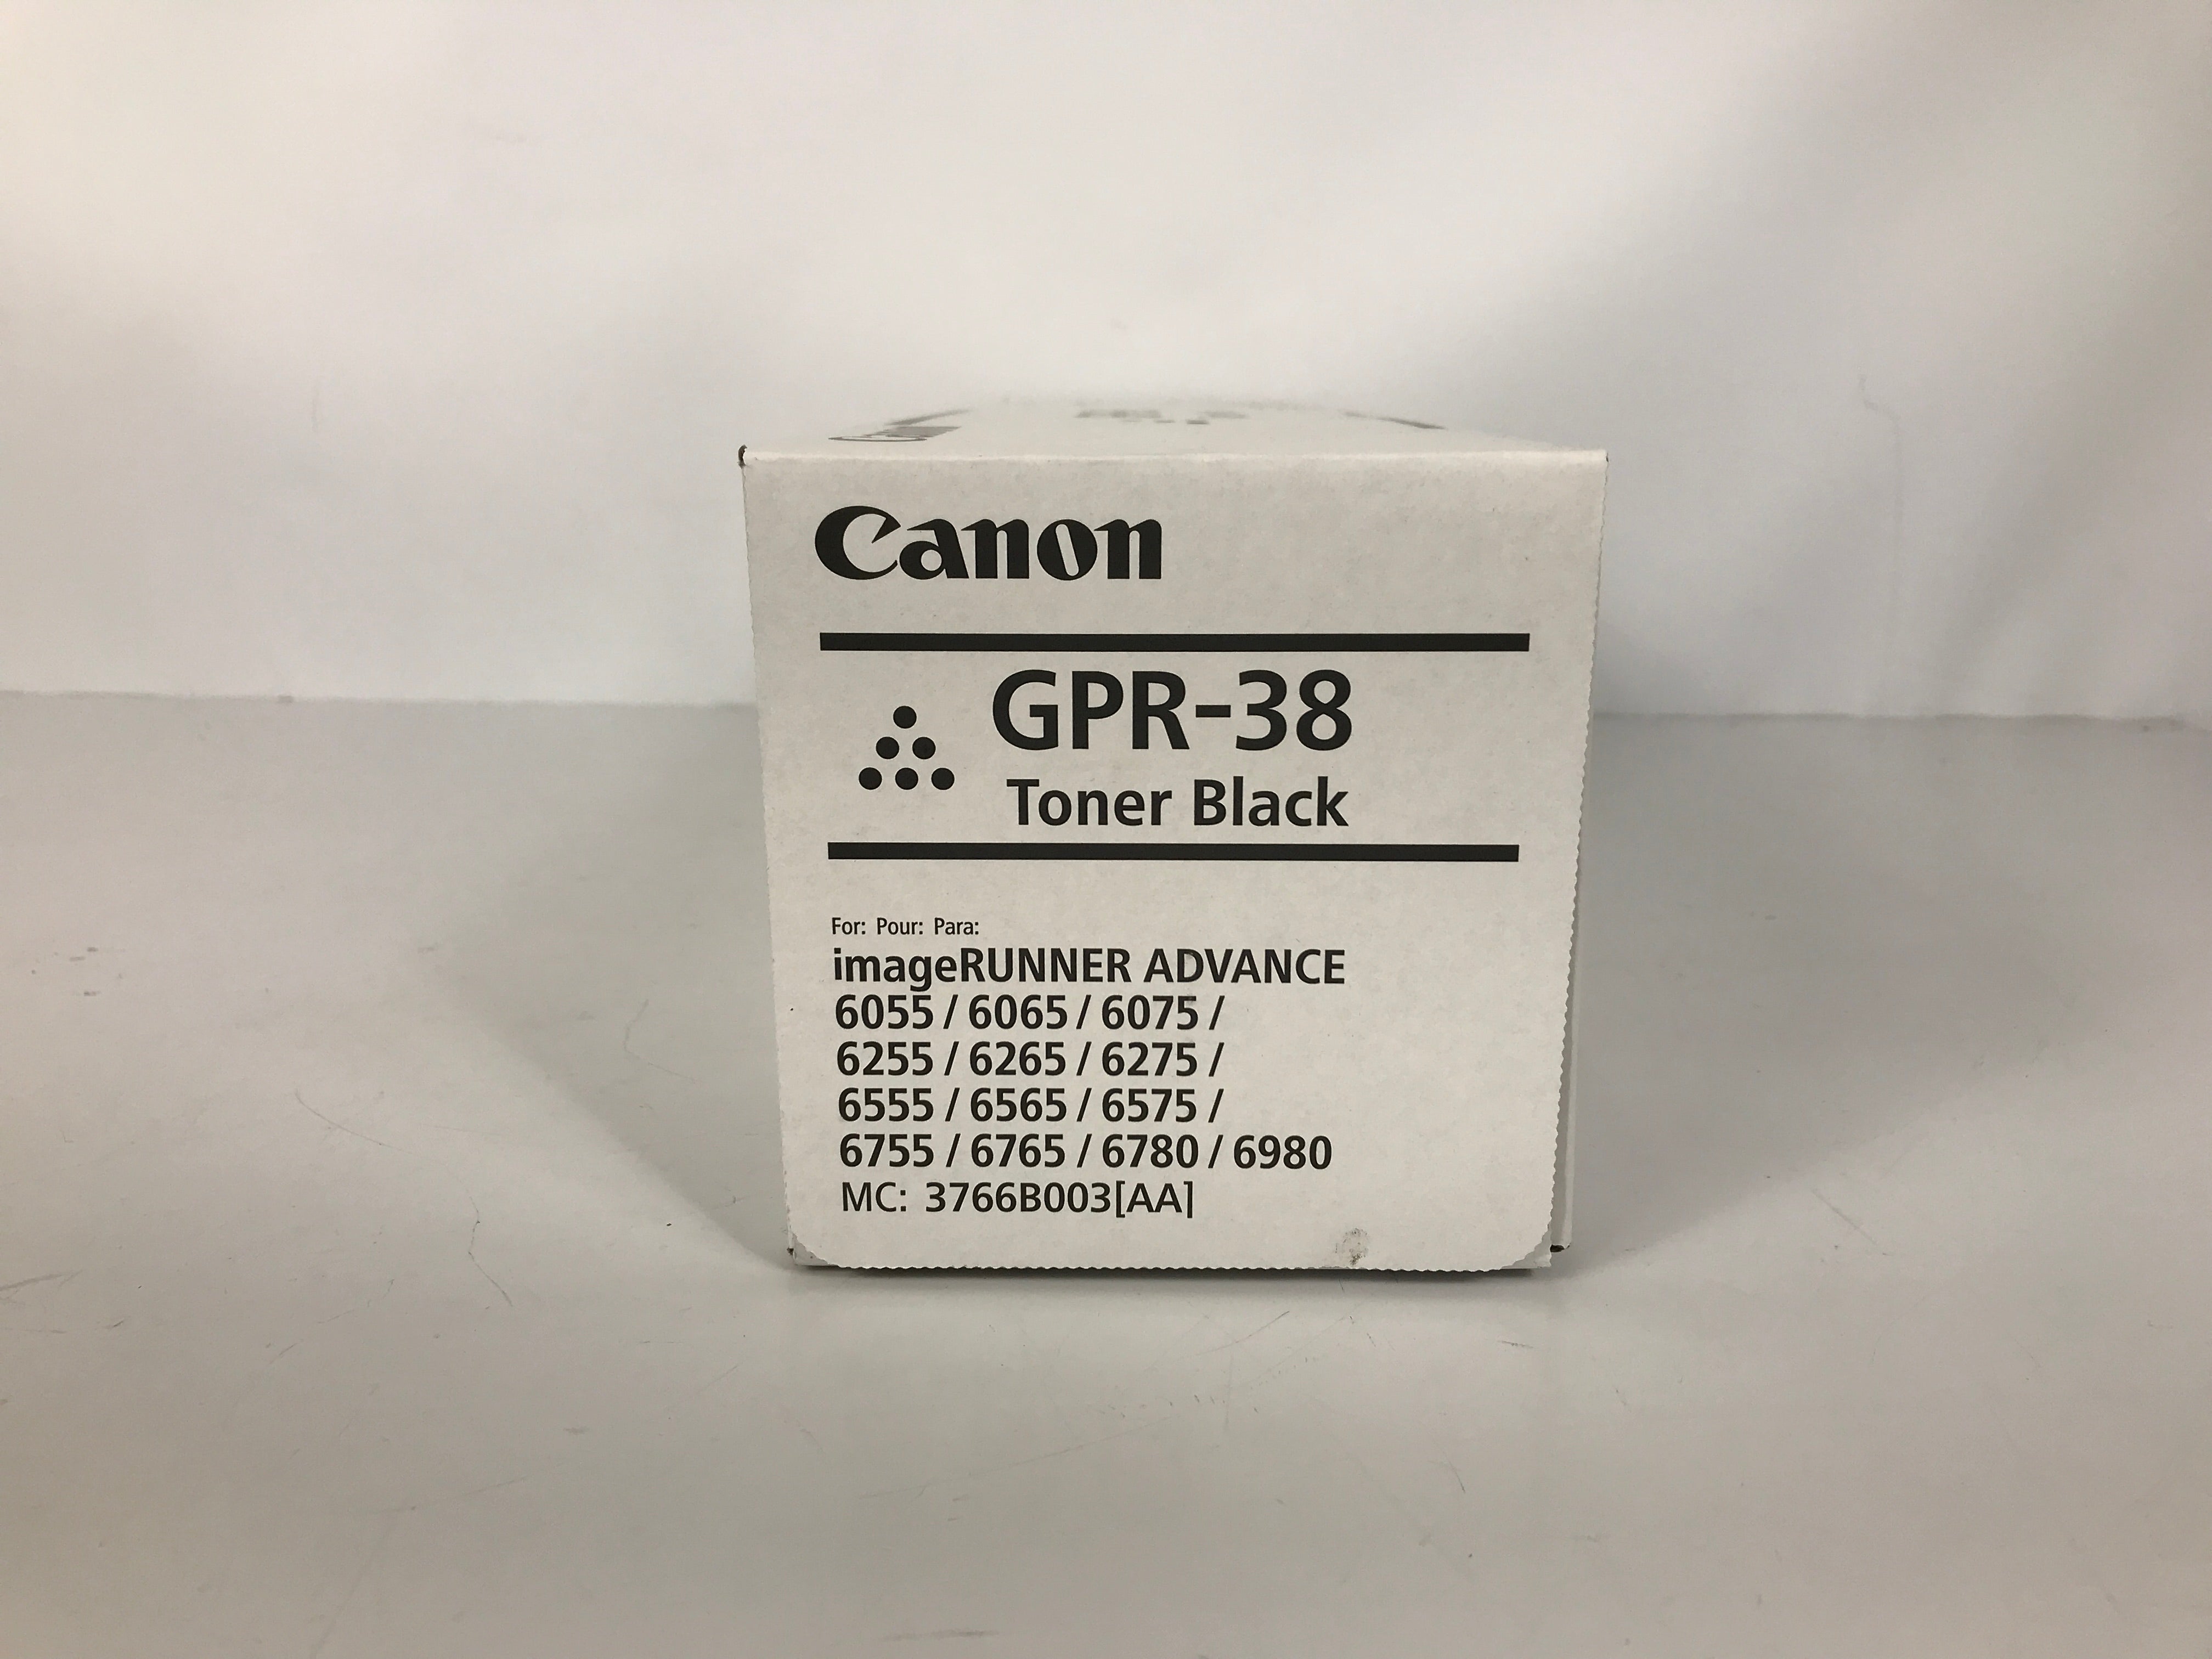 Canon
GPR-38
Toner Black
For: Pour: Para:
imageRUNNER ADVANCE
6055 / 6065 / 6075 /
6255 / 6265 / 6275 /
6555 / 6565 / 6575 /
6755 / 6765 / 6780 / 6980
MC: 3766B003[AA]